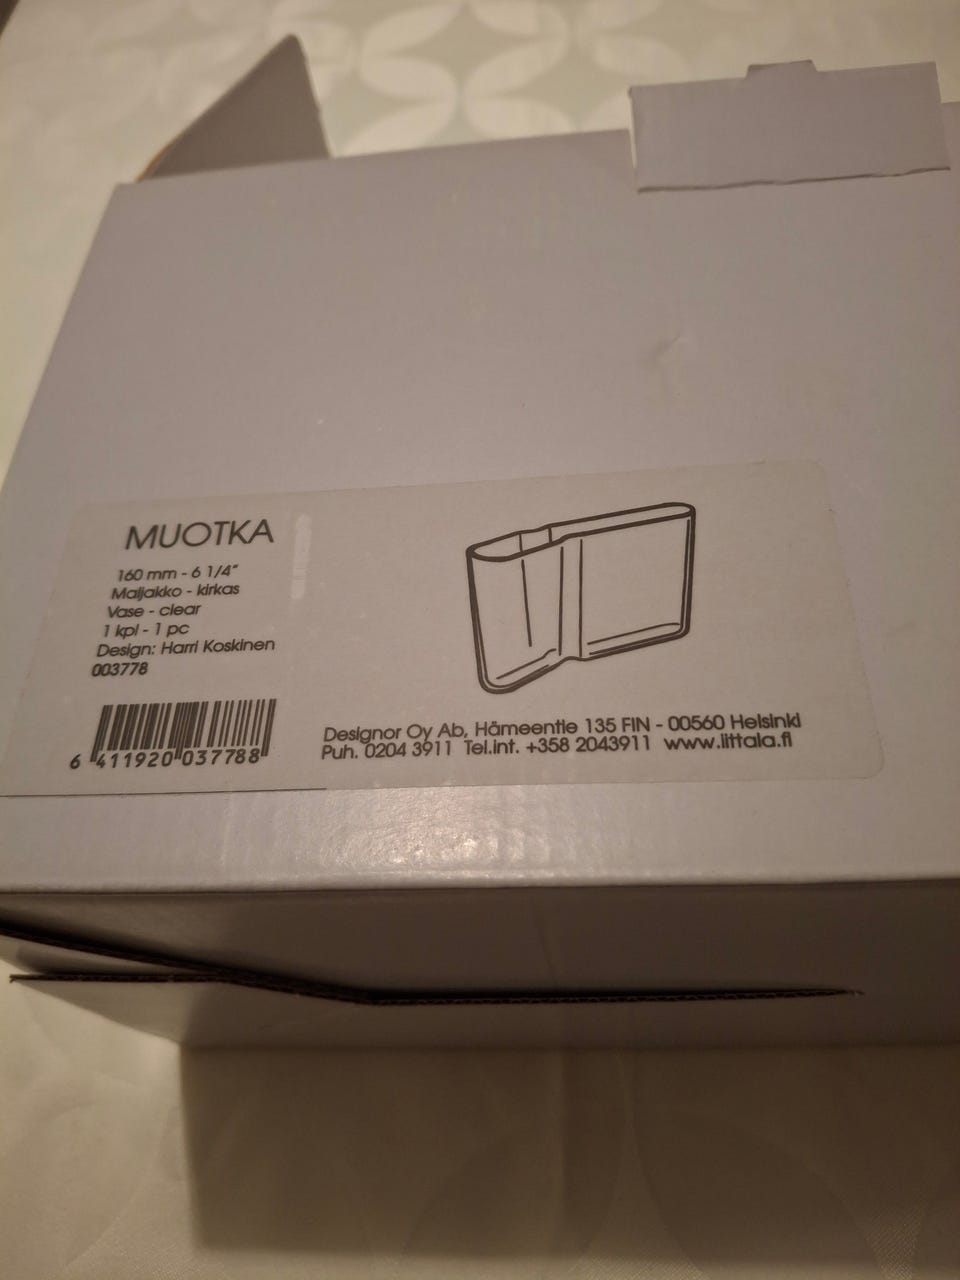 MUOTKA
160 mm - 6 1/4"
Maljakko - kirkas
Vase - clear
1 kpl - 1 pc
Design: Harri Koskinen
003778
6 411920 037788
Designor Oy Ab, Hämeentie 135 FIN - 00560 Helsinki
Puh. 0204 3911 Tel.int. +358 2043911 www.iittala.fi